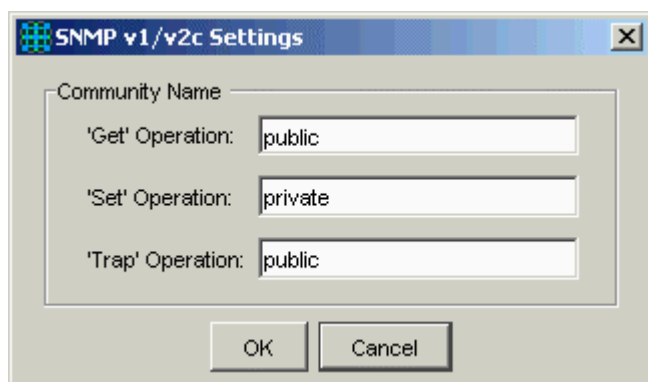 SNMP v1/v2c Settings
Community Name
'Get' Operation: public
'Set' Operation: private
'Trap' Operation: public
OK Cancel